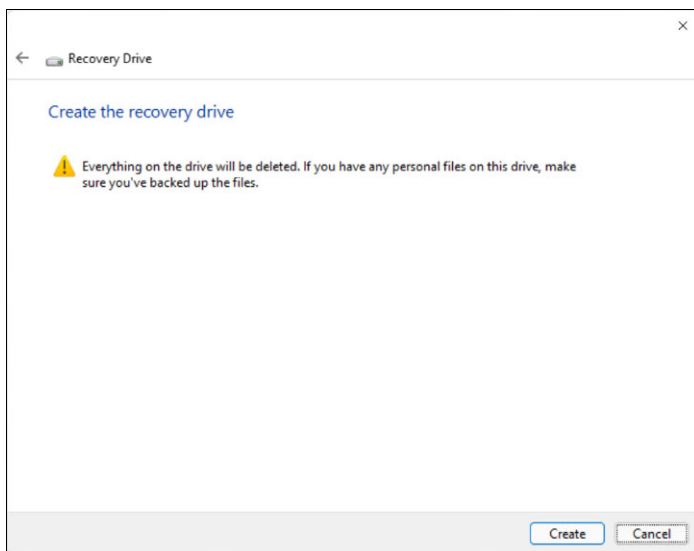 Recovery Drive
Create the recovery drive
Everything on the drive will be deleted. If you have any personal files on this drive, make
sure you've backed up the files.
Create
Cancel